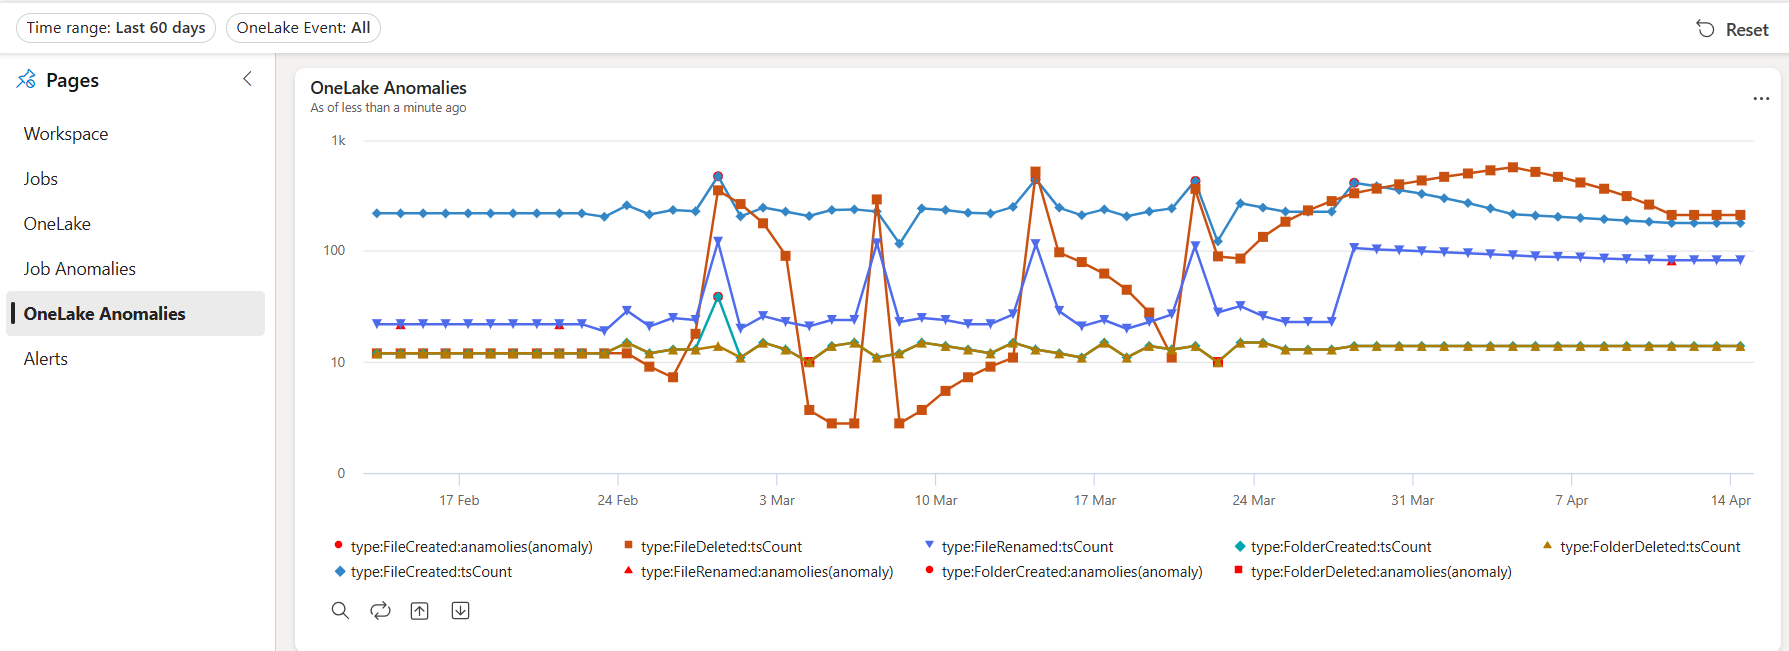 Time range: Last 60 days
OneLake Event: All
Reset
Pages
Workspace
Jobs
OneLake
Job Anomalies
OneLake Anomalies
Alerts
OneLake Anomalies
As of less than a minute ago
1k
100
10
0
17 Feb
24 Feb
3 Mar
10 Mar
17 Mar
24 Mar
31 Mar
7 Apr
14 Apr
type:FileCreated:anamolies(anomaly)
type:FileDeleted:tsCount
type:FileRenamed:tsCount
type:FolderCreated:tsCount
type:FolderDeleted:tsCount
type:FileCreated:tsCount
type:FileRenamed:anamolies(anomaly)
type:FolderCreated:anamolies(anomaly)
type:FolderDeleted:anamolies(anomaly)